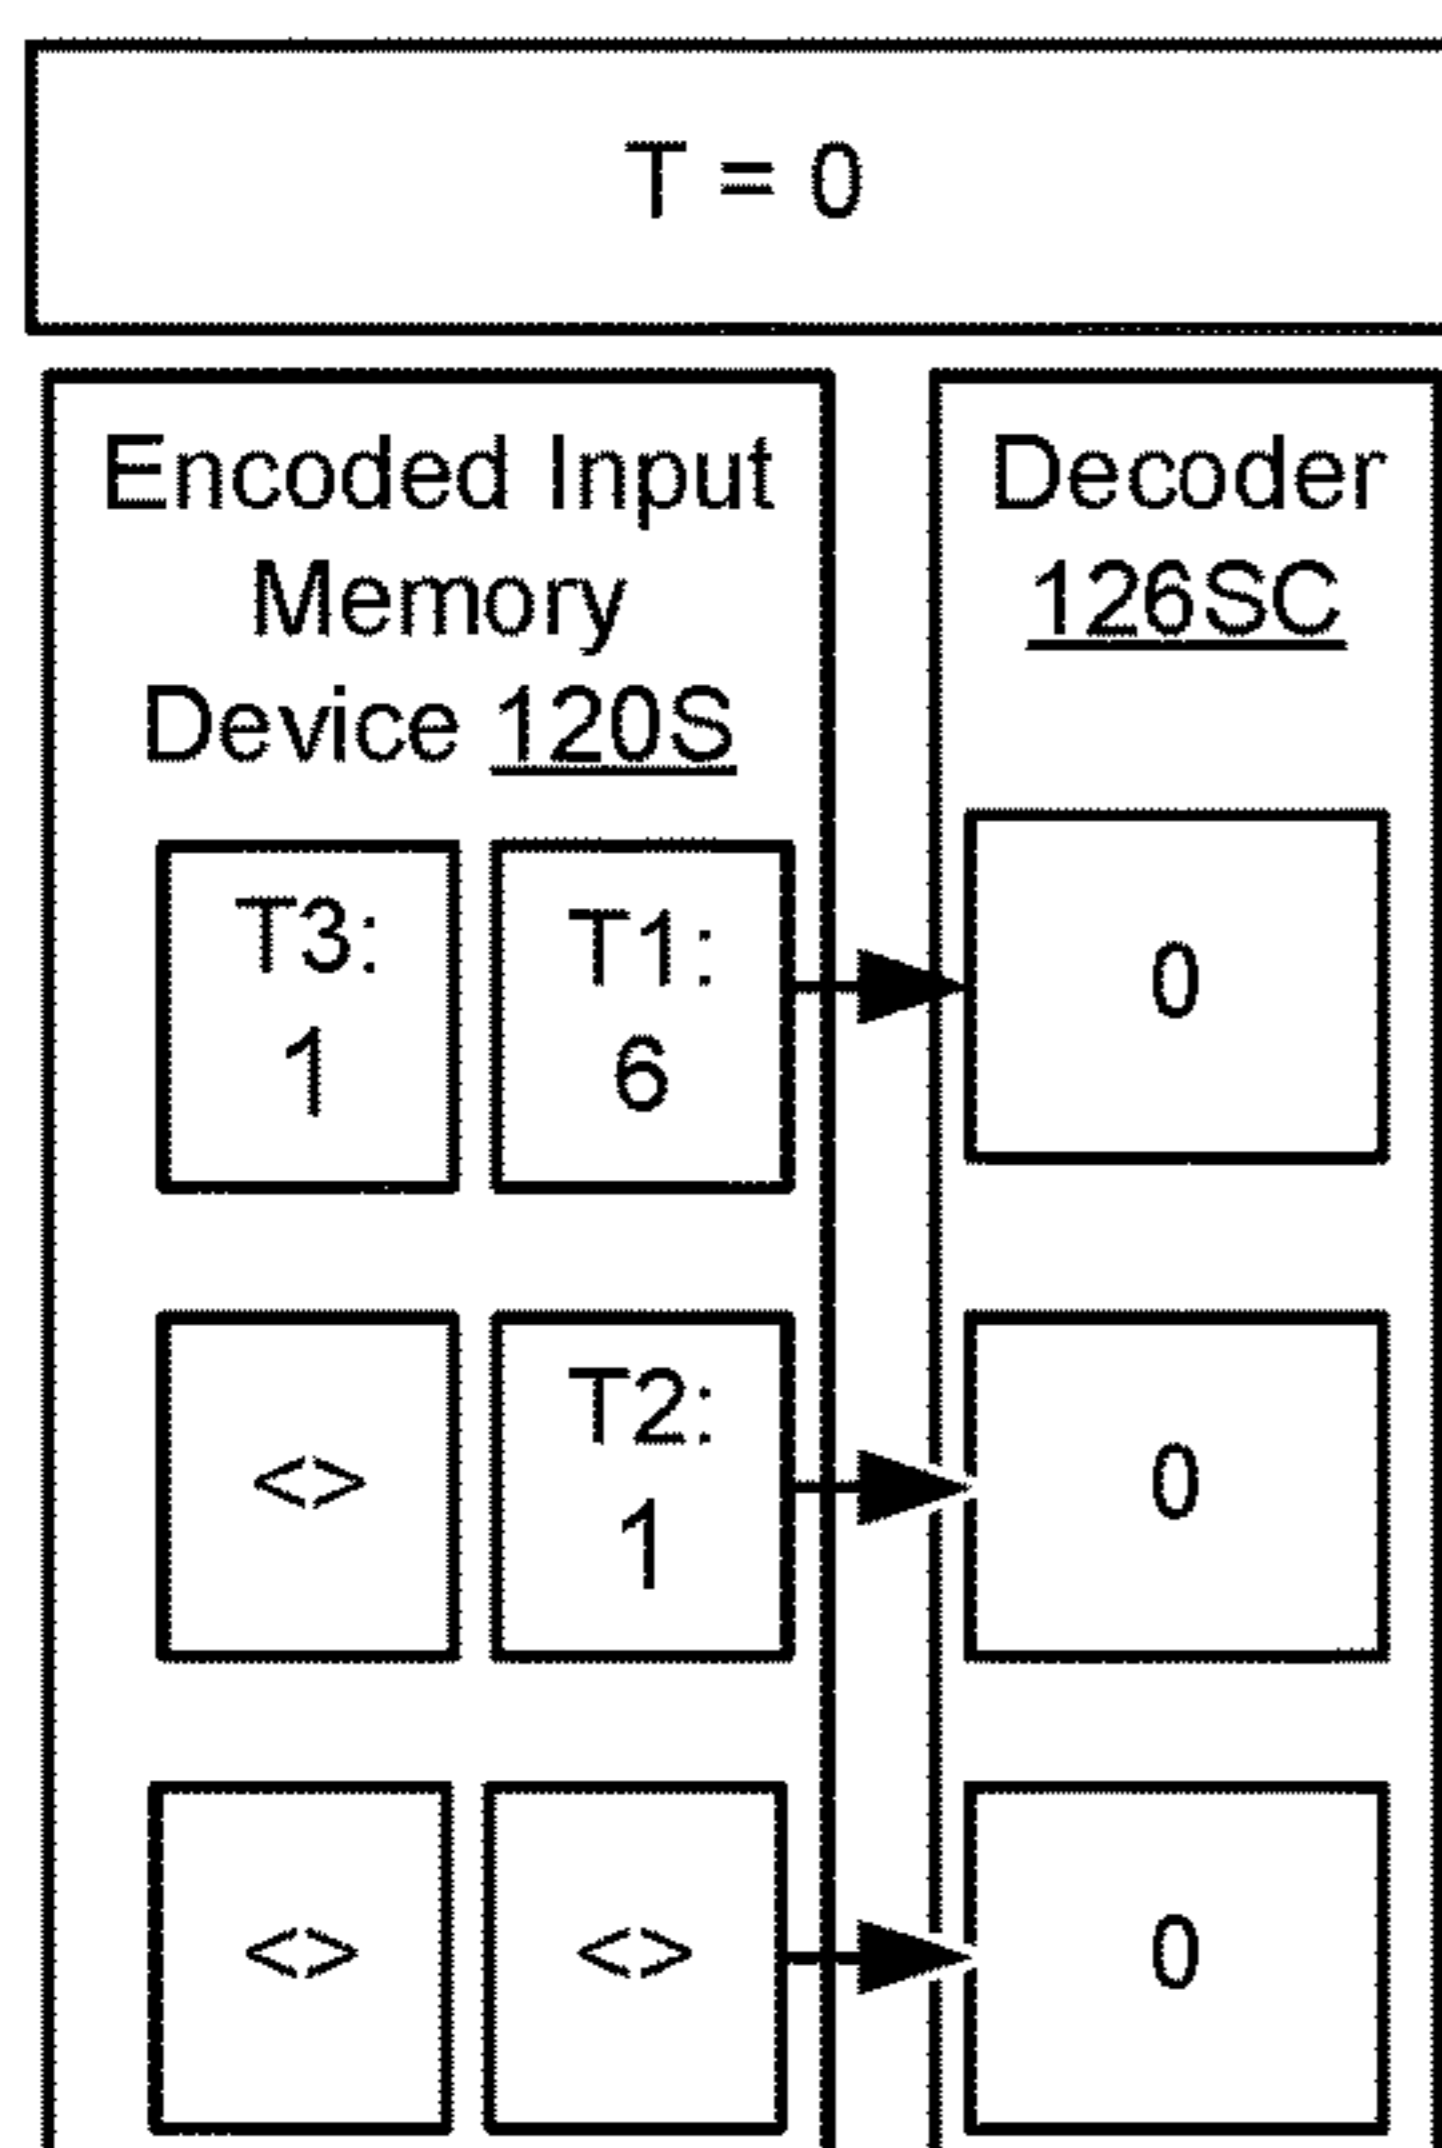 T = 0
Encoded Input
Memory
Device 120S
Decoder
126SC
T3:
1
T1:
6
0
<>
T2:
1
0
<>
<>
0